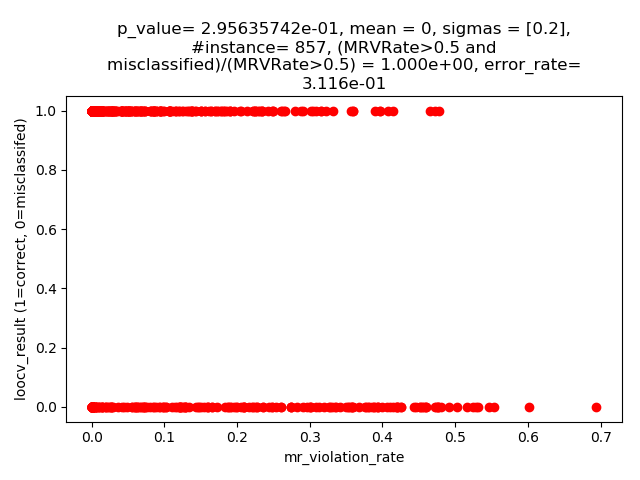 p_value= 2.95635742e-01, mean = 0, sigmas = [0.2],
#instance= 857, (MRVRate>0.5 and
misclassified)/(MRVRate>0.5) = 1.000e+00, error_rate=
3.116e-01
loocv_result (1=correct, 0=misclassifed)
1.0
0.8
0.6
0.4
0.2
0.0
0.0 0.1 0.2 0.3 0.4 0.5 0.6 0.7
mr_violation_rate